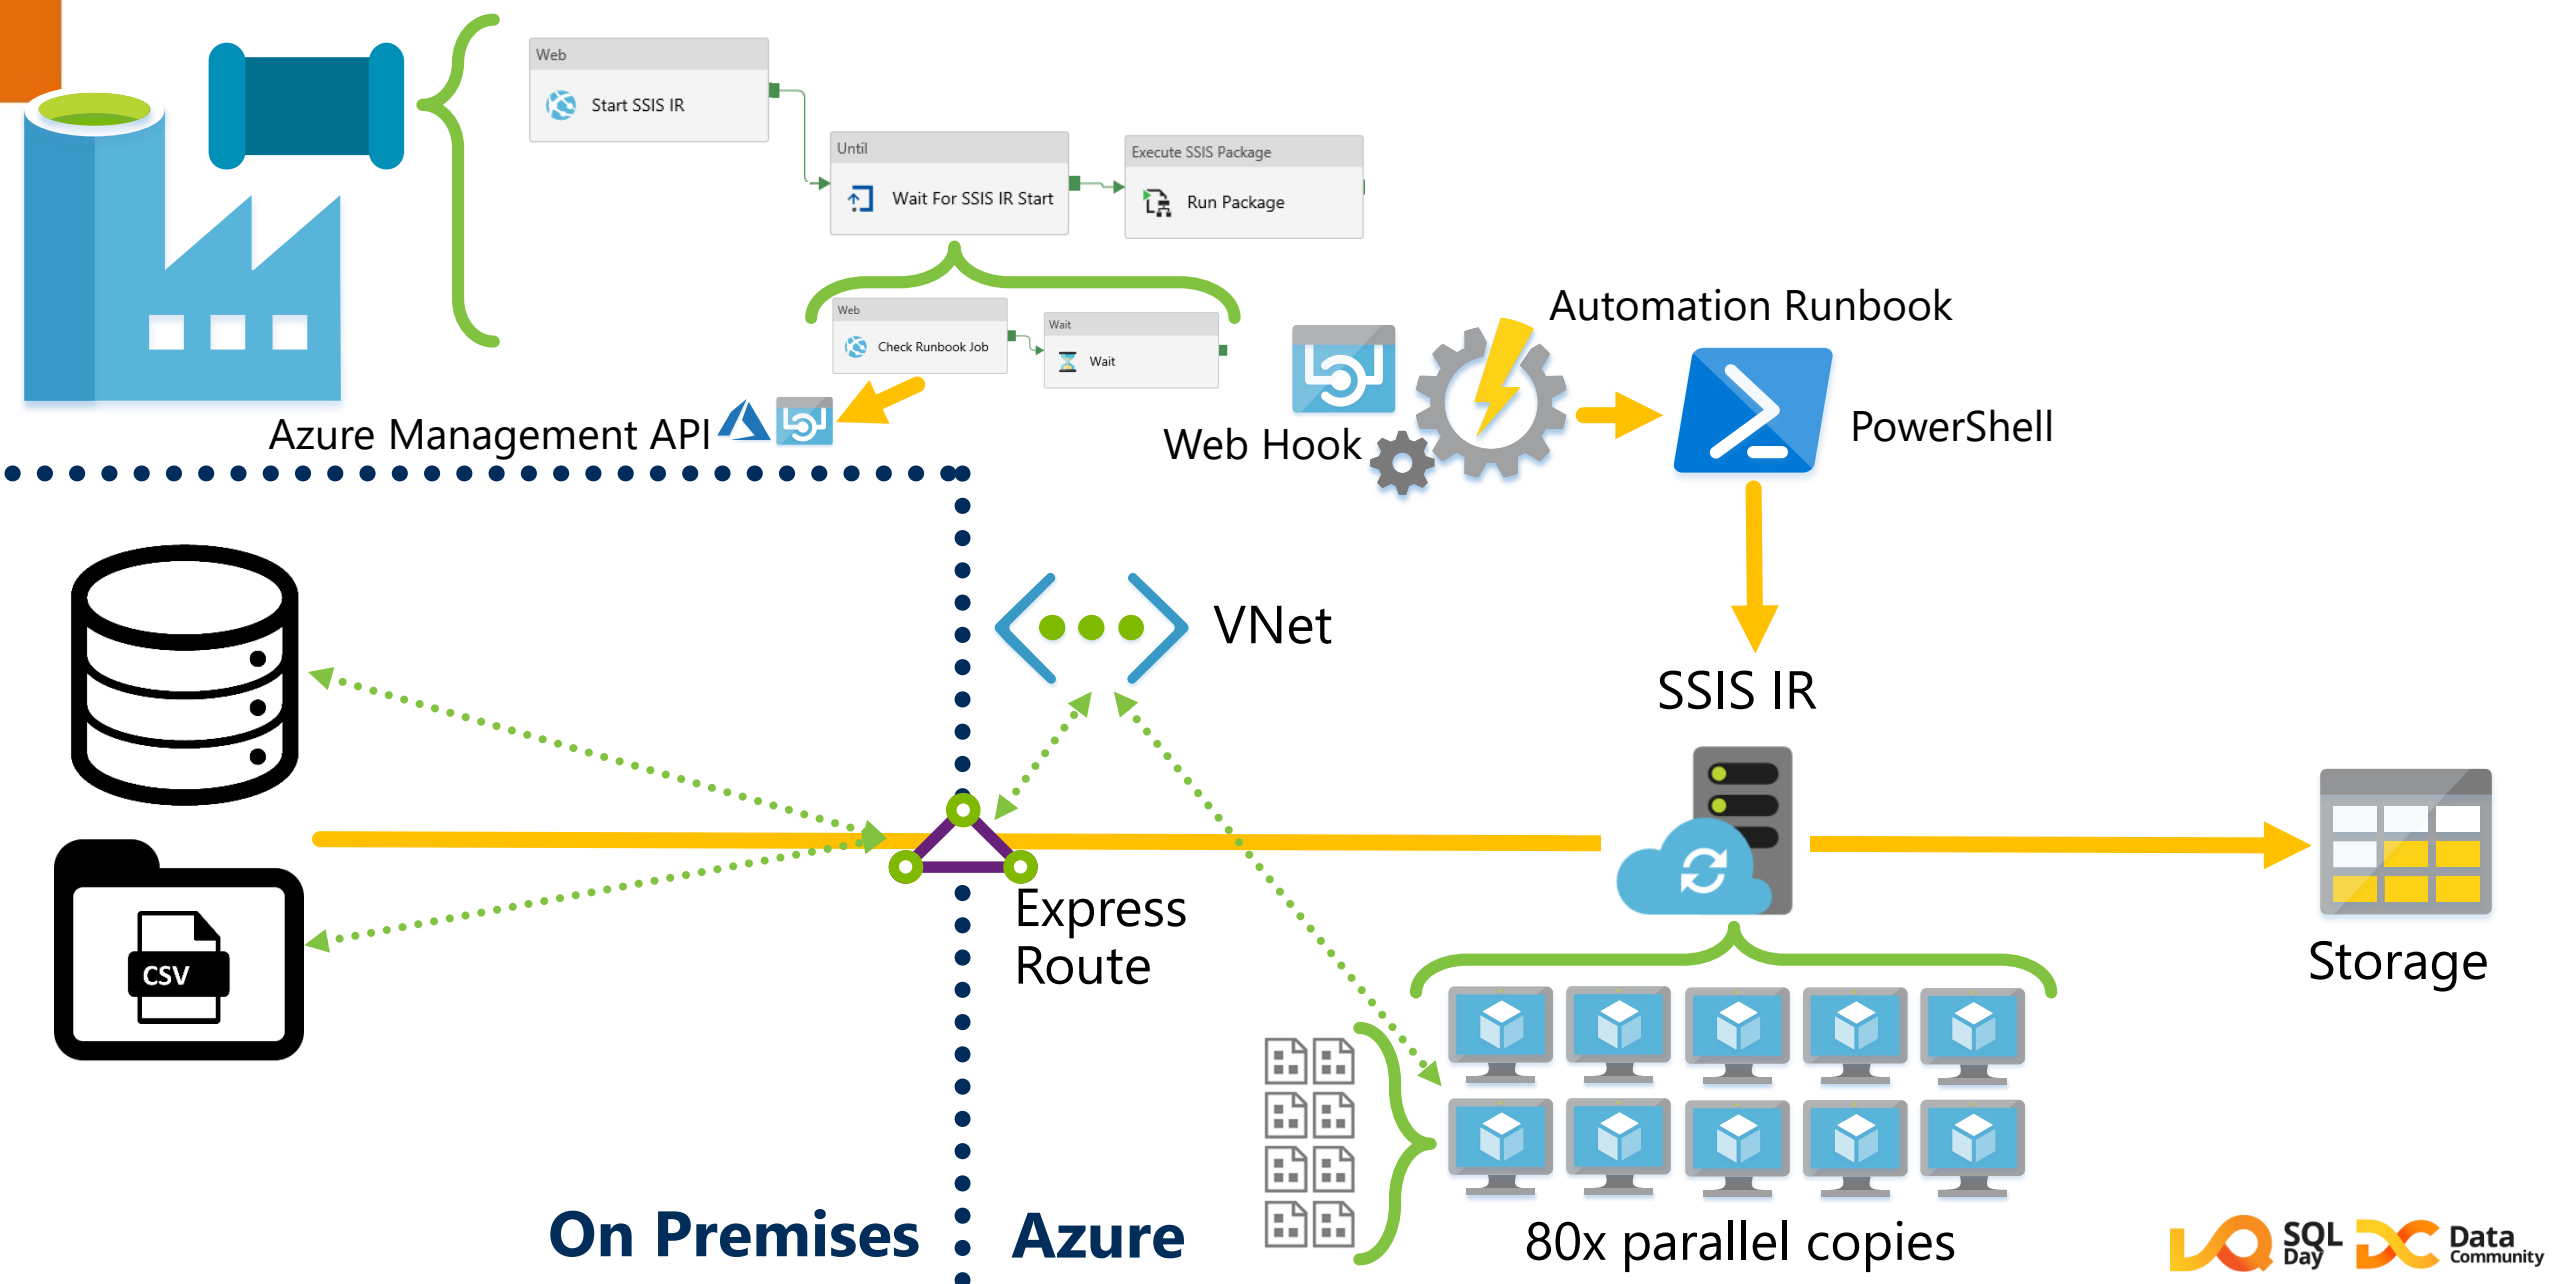 Web
Start SSIS IR
Until
Wait For SSIS IR Start
Execute SSIS Package
Run Package
Web
Check Runbook Job
Wait
Wait
Azure Management API
Automation Runbook
Web Hook
PowerShell
VNet
SSIS IR
CSV
Express
Route
Storage
On Premises
Azure
80x parallel copies
SQL
Day
Data
Community